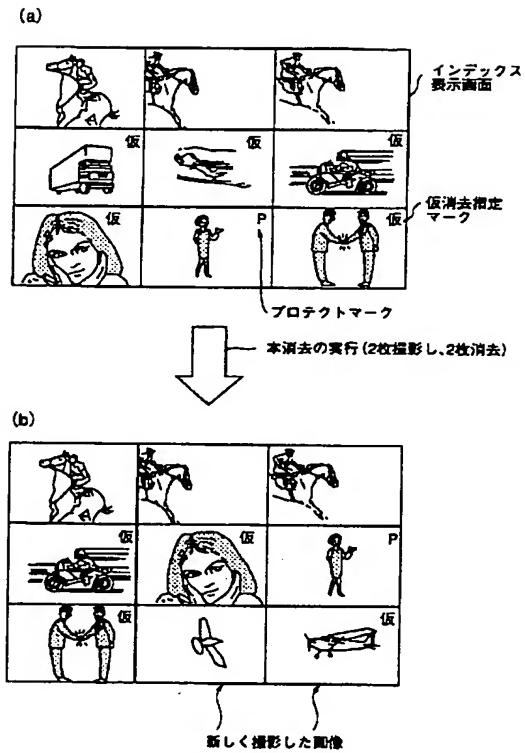 (a)
インデックス
表示画面
仮
仮
仮
仮消去指定
マーク
仮
P
仮
プロテクトマーク
本消去の実行(2枚撮影し、2枚消去)
(b)
仮
仮
P
仮
仮
新しく撮影した画像